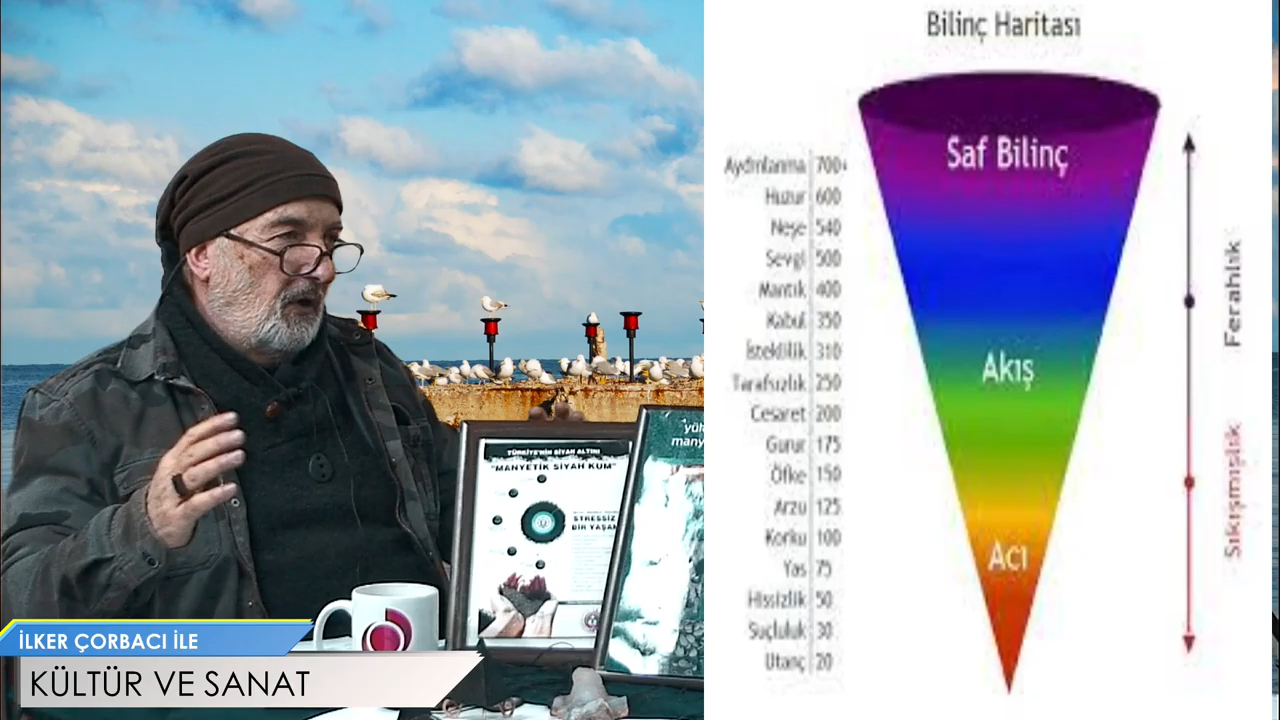 Bilinç Haritası
Saf Bilinç
Akış
Acı
Aydınlanma 700+
Huzur 600
Neşe 540
Sevgi 500
Mantık 400
Kabul 350
İsteklilik 310
Tarafsızlık 250
Cesaret 200
Gurur 175
Öfke 150
Arzu 125
Korku 100
Yas 75
Hissizlik 50
Suçluluk 30
Utanç 20
Ferahlık
Sıkışmışlık
TÜRKİYE'NİN SİYAH ALTINI
"MANYETİK SİYAH KUM"
STRESSİZ
BİR YAŞAM
İLKER ÇORBACI İLE
KÜLTÜR VE SANAT